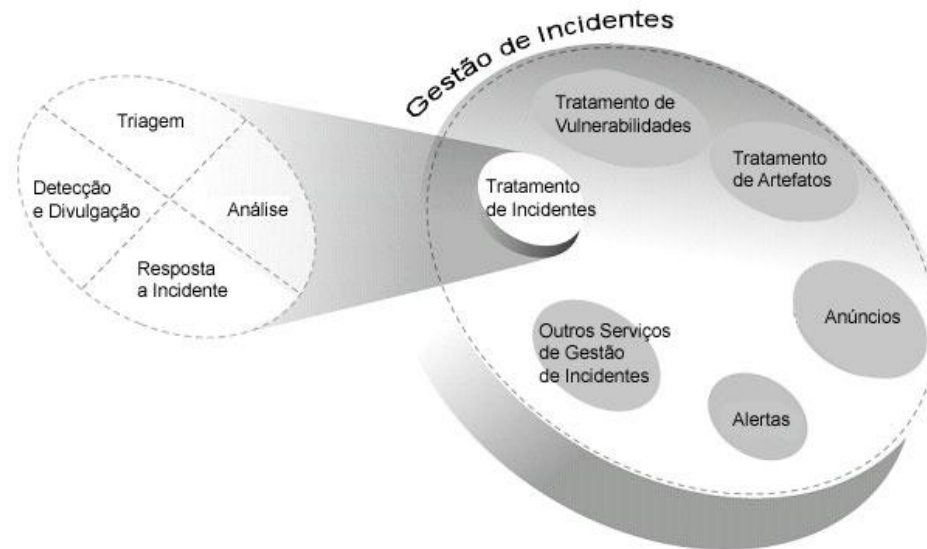 Gestão de Incidentes
Triagem
Detecção
e Divulgação
Análise
Resposta
a Incidente
Tratamento
de Incidentes
Tratamento de
Vulnerabilidades
Tratamento
de Artefatos
Anúncios
Outros Serviços
de Gestão
de Incidentes
Alertas